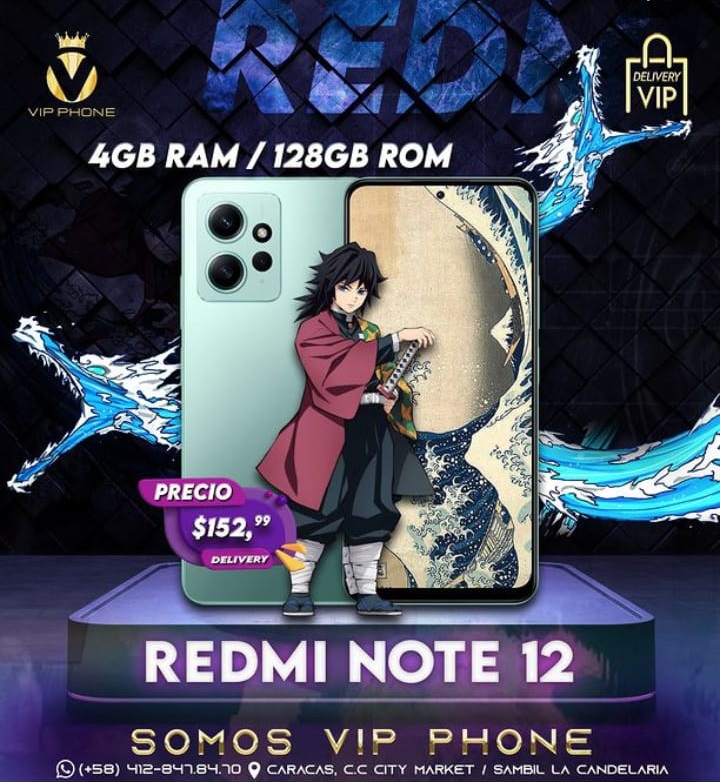 REDM
VIP PHONE
DELIVERY
VIP
4GB RAM / 128GB ROM
PRECIO
$152,99
DELIVERY
REDMI NOTE 12
SOMOS VIP PHONE
(+58) 412-847.84.70 CARACAS, C.C CITY MARKET / SAMBIL LA CANDELARIA